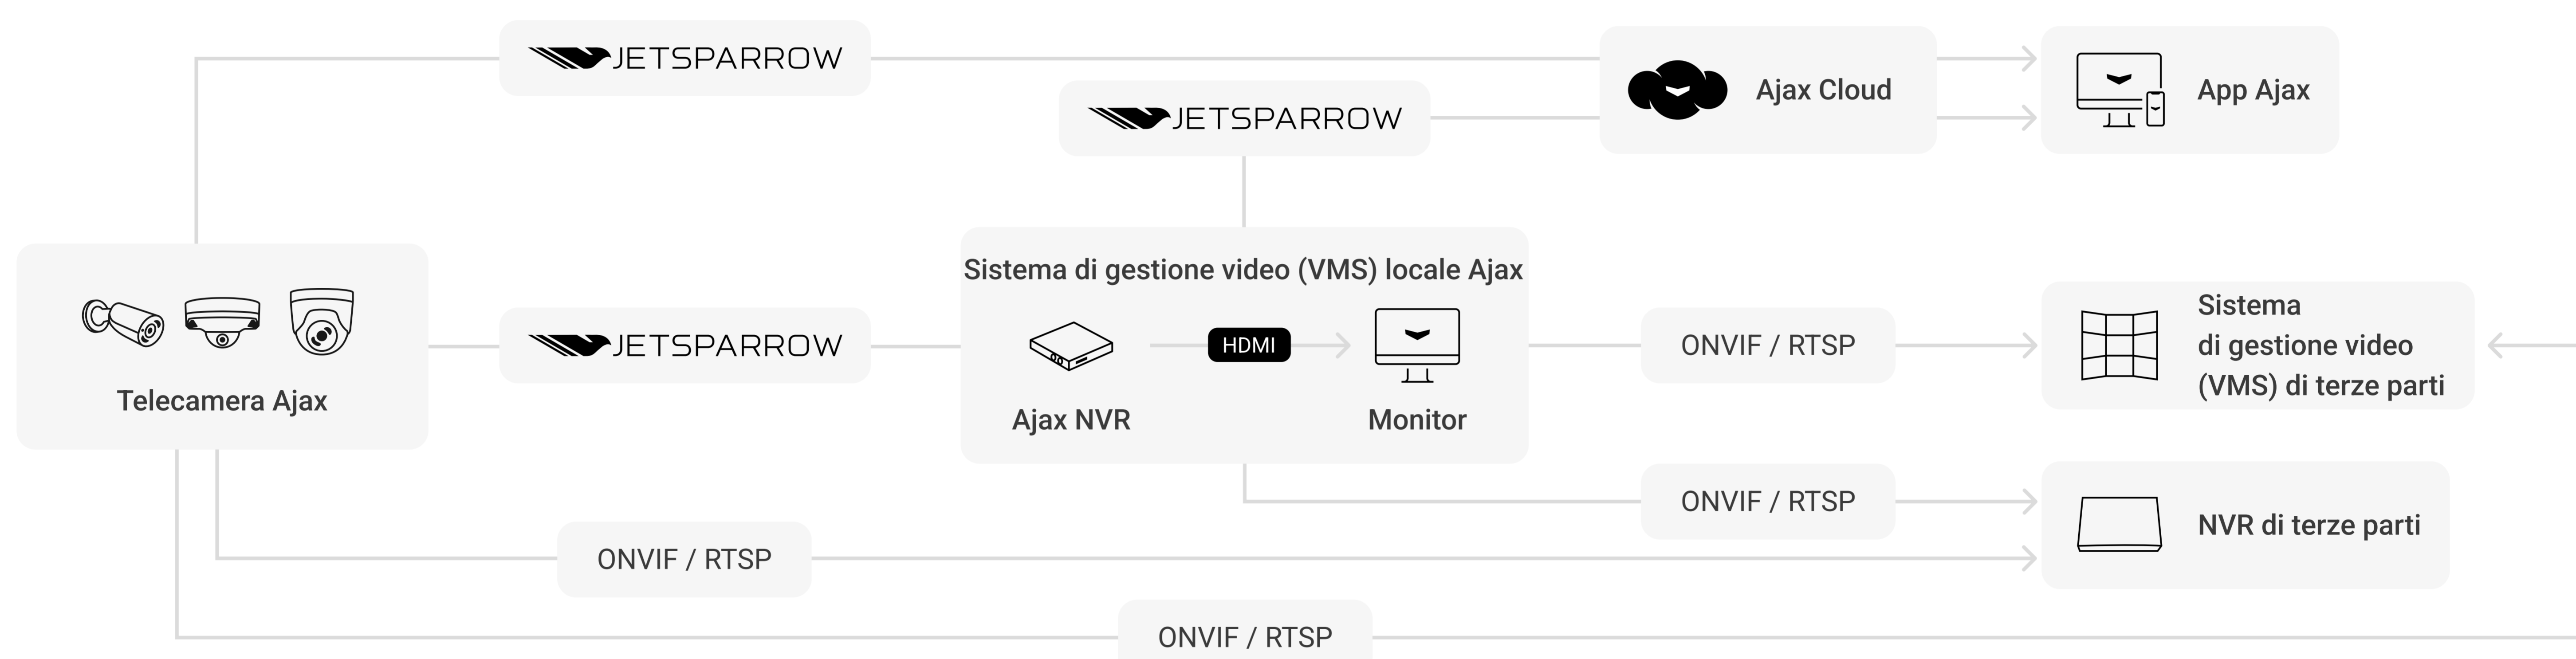 JETSPARROW
Ajax Cloud
App Ajax
JETSPARROW
Sistema di gestione video (VMS) locale Ajax
JETSPARROW
HDMI
Ajax NVR
Monitor
Telecamera Ajax
ONVIF / RTSP
Sistema
di gestione video
(VMS) di terze parti
ONVIF / RTSP
NVR di terze parti
ONVIF / RTSP
ONVIF / RTSP